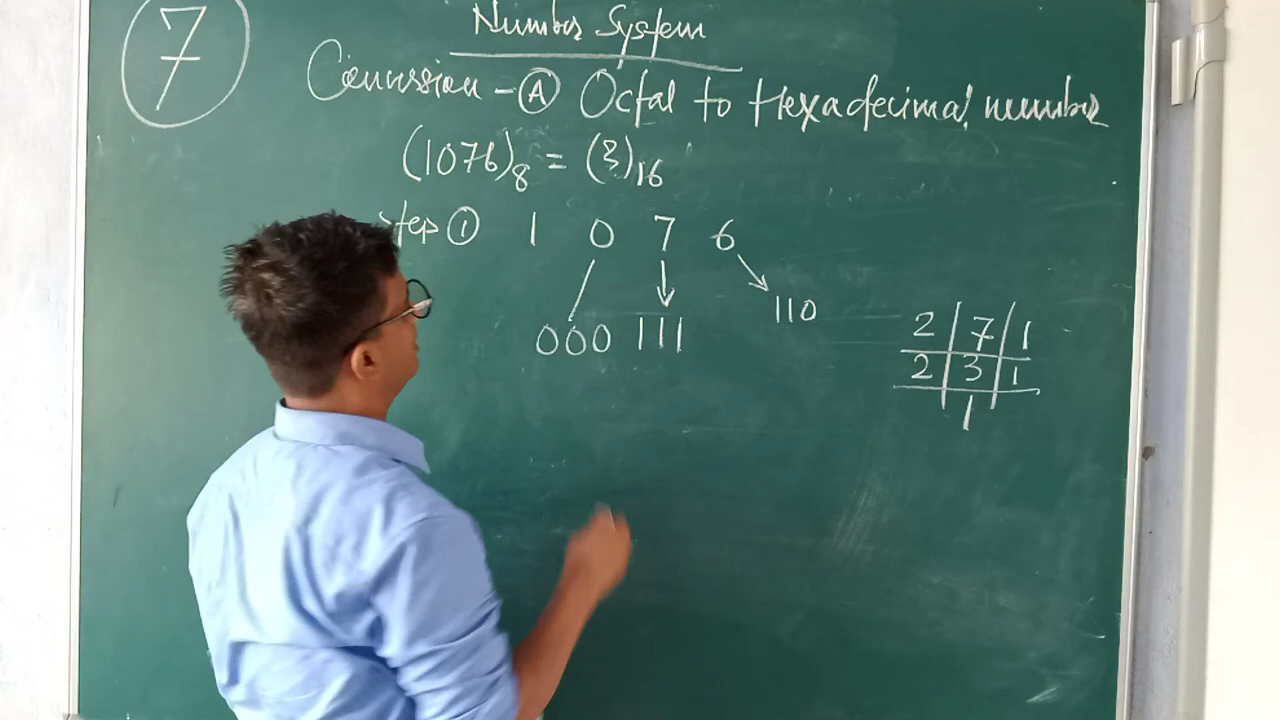 7
Number System
Conversion - Ⓐ Octal to Hexadecimal number
(1076)8 = (?)16
step ① 1 0 7 6
000 111 110
2 7 1
2 3 1
1